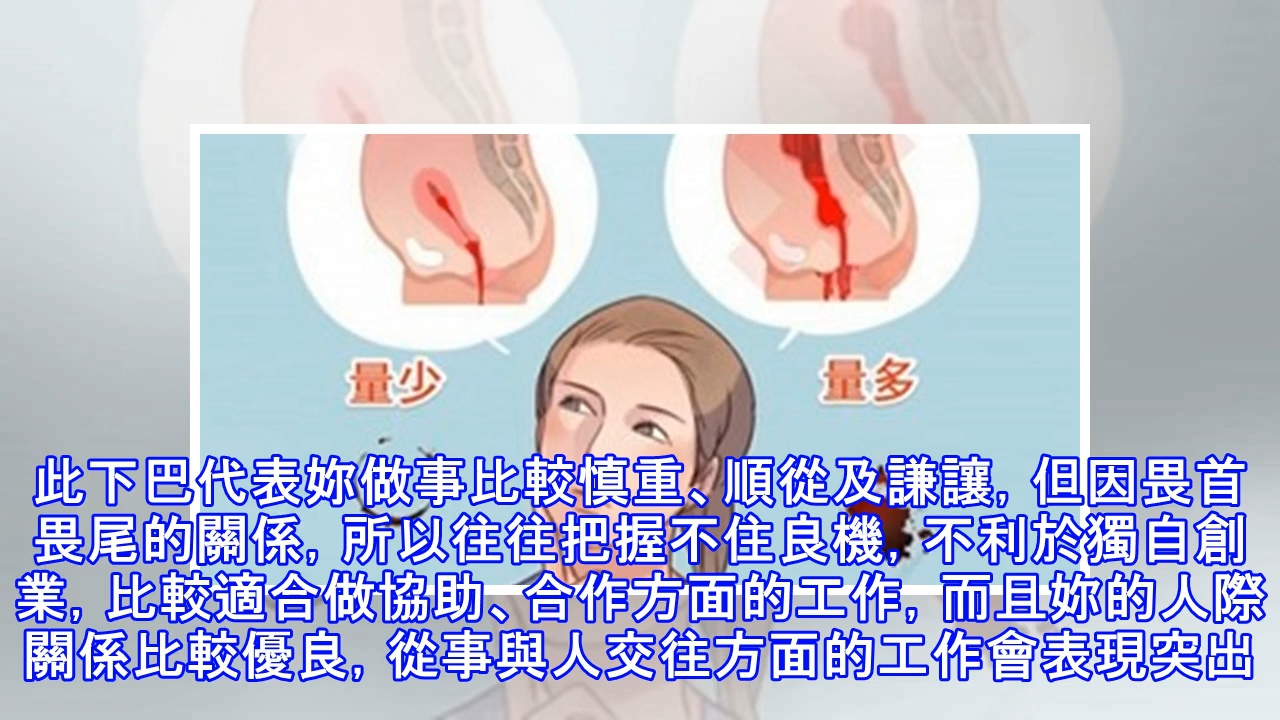 量少
量多
此下巴代表妳做事比較慎重、順從及謙讓, 但因畏首
畏尾的關係, 所以往往把握不住良機, 不利於獨自創
業, 比較適合做協助、合作方面的工作, 而且妳的人際
關係比較優良, 從事與人交往方面的工作會表現突出